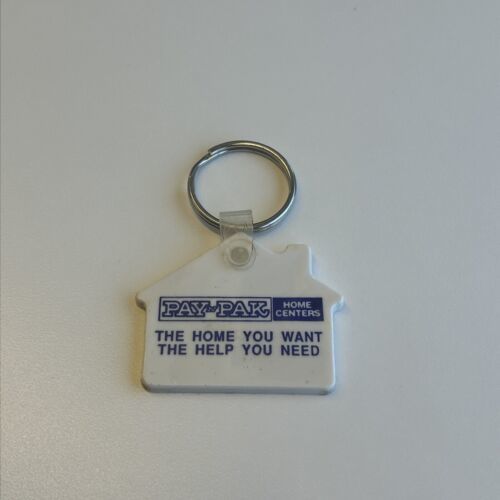 PAY 'n PAK HOME CENTERS
THE HOME YOU WANT
THE HELP YOU NEED